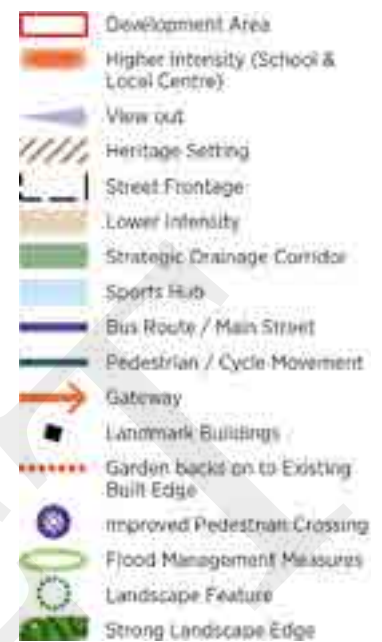 Development Area
Higher Intensity (School &
Local Centre)
View out
Heritage Setting
Street Frontage
Lower Intensity
Strategic Drainage Corridor
Sports Hub
Bus Route / Main Street
Pedestrian / Cycle Movement
Gateway
Landmark Buildings
Garden backs on to Existing
Built Edge
Improved Pedestrian Crossing
Flood Management Measures
Landscape Feature
Strong Landscape Edge